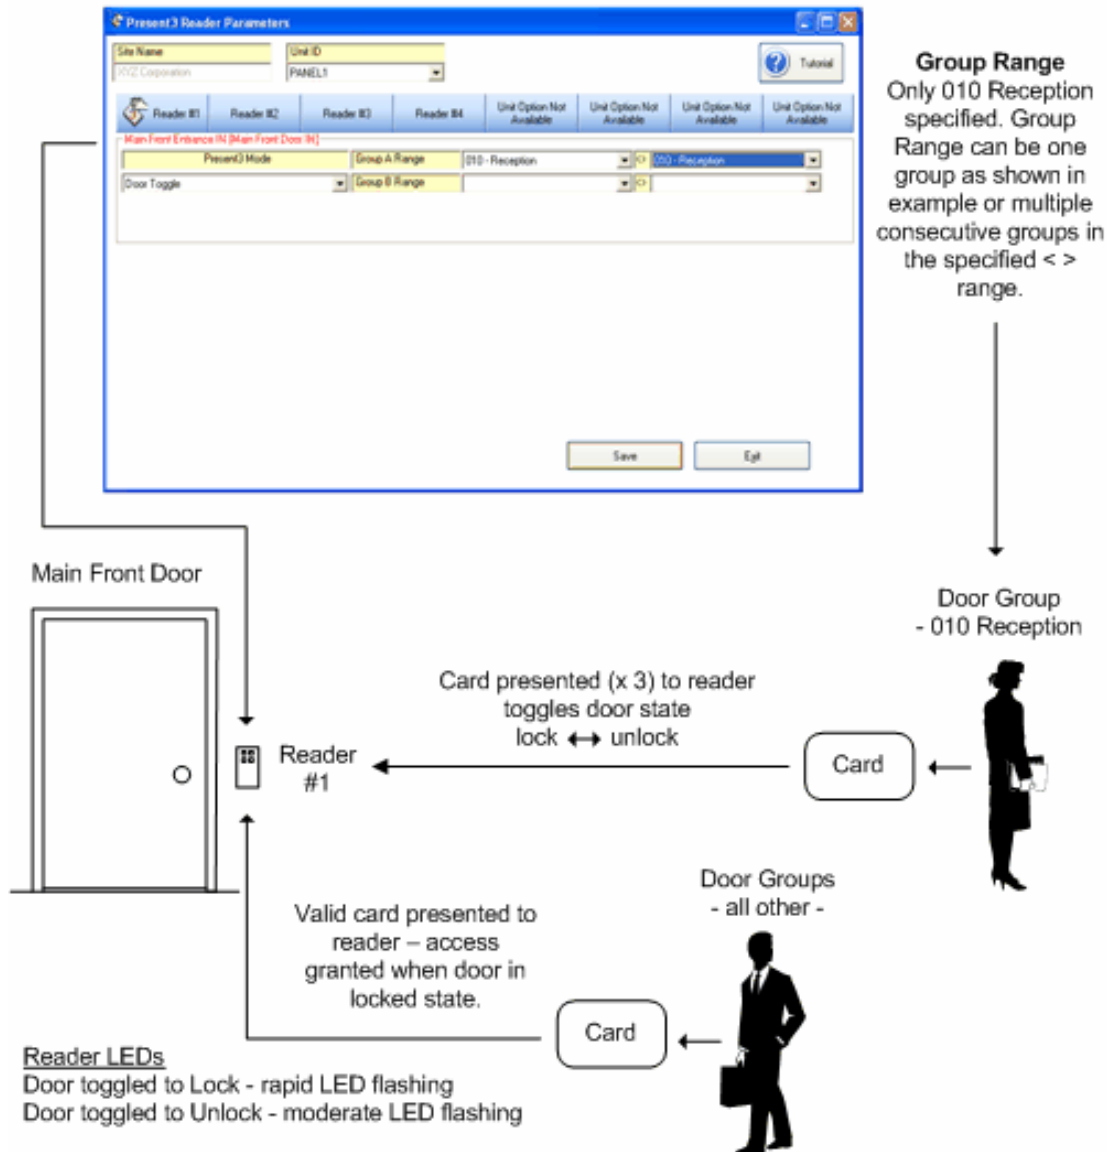 Present3 Reader Parameters
Site Name
Unit ID
XYZ Corporation
PANEL1
Tutorial
Reader #1
Reader #2
Reader #3
Reader #4
Unit Option Not
Available
Unit Option Not
Available
Unit Option Not
Available
Unit Option Not
Available
Main Front Entrance IN [Main Front Door IN]
Present3 Mode
Group A Range
010 - Reception
<>
010 - Reception
Door Toggle
Group B Range
<>
Save
Exit
Group Range
Only 010 Reception
specified. Group
Range can be one
group as shown in
example or multiple
consecutive groups in
the specified < >
range.
Main Front Door
Door Group
- 010 Reception
Card presented (x 3) to reader
toggles door state
lock ↔ unlock
Reader
#1
Card
Door Groups
- all other -
Valid card presented to
reader – access
granted when door in
locked state.
Card
Reader LEDs
Door toggled to Lock - rapid LED flashing
Door toggled to Unlock - moderate LED flashing